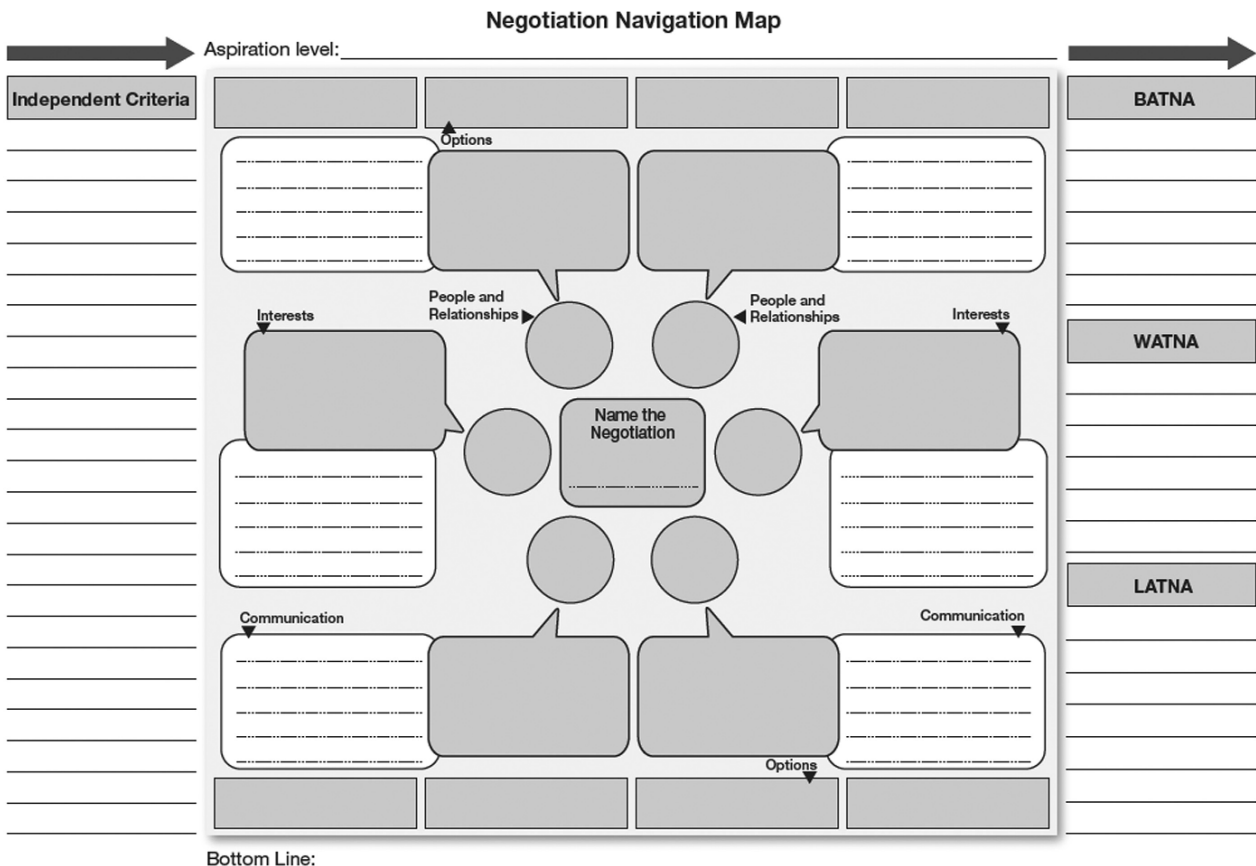 Negotiation Navigation Map
Aspiration level:
Independent Criteria
BATNA
Options
People and
Relationships
People and
Relationships
Interests
Interests
WATNA
Name the
Negotiation
LATNA
Communication
Communication
Options
Bottom Line: